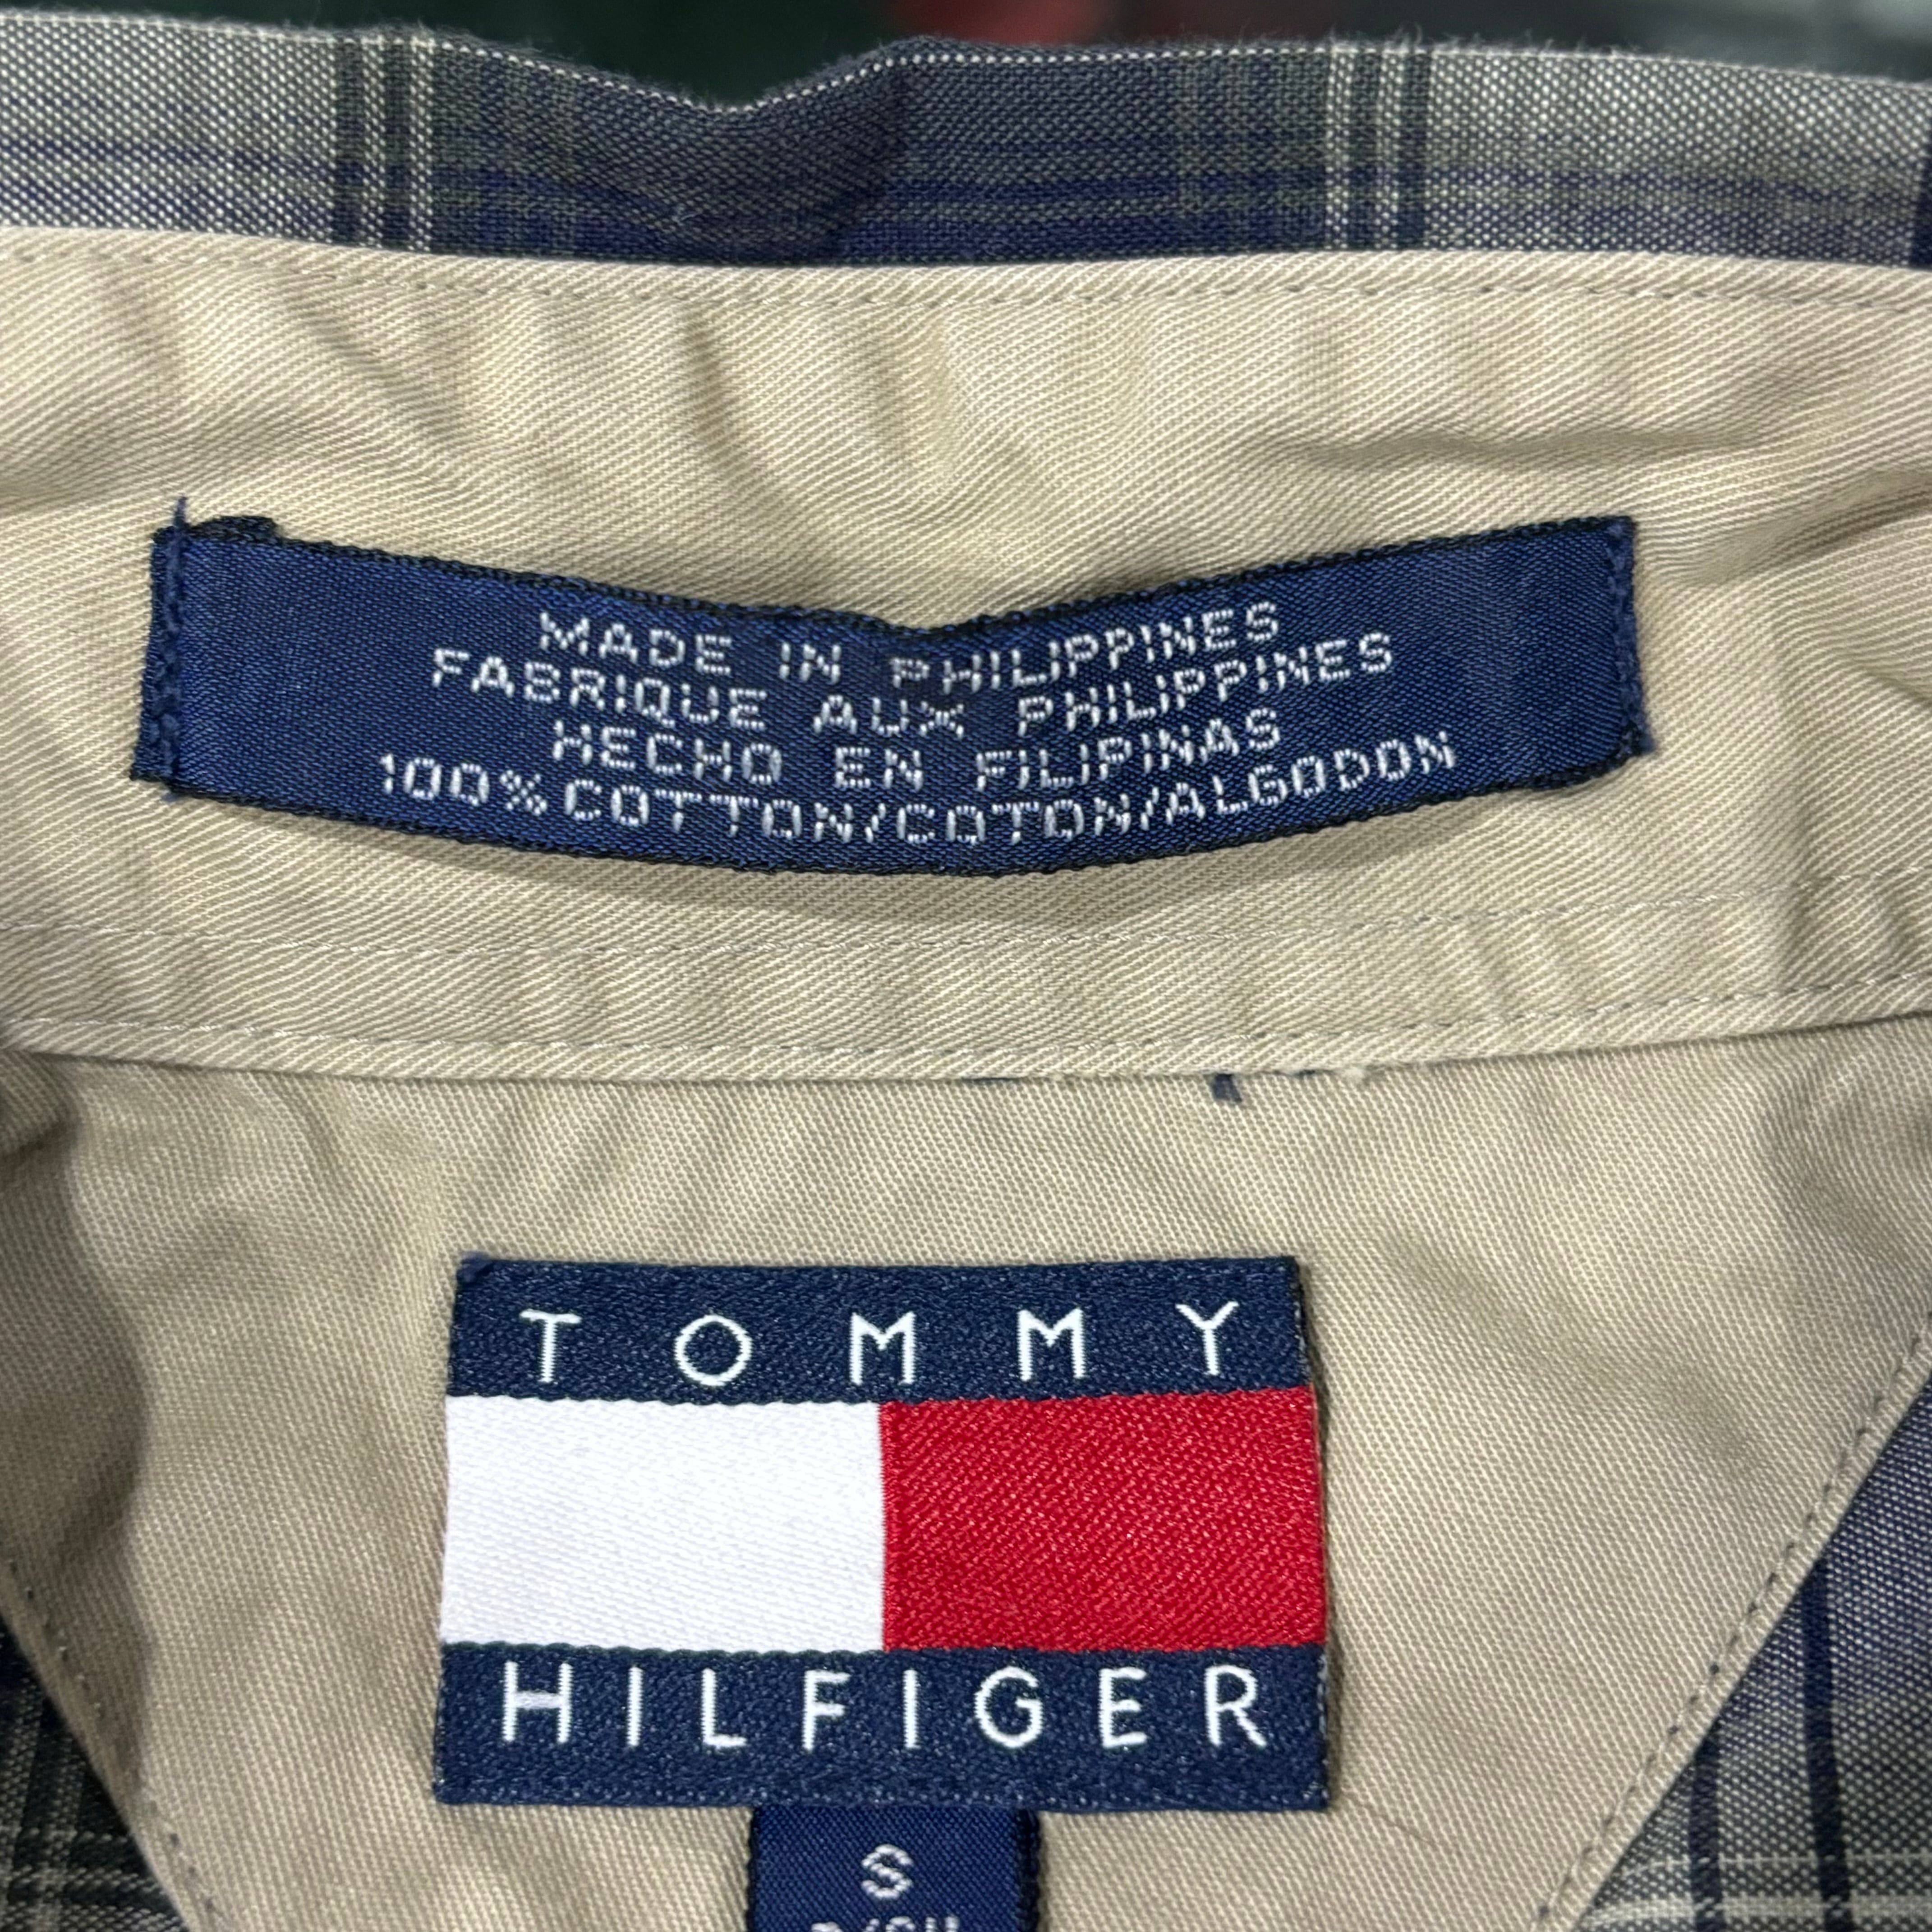 MADE IN PHILIPPINES
FABRIQUE AUX PHILIPPINES
HECHO EN FILIPINAS
100% COTTON/COTON/ALGODON
TOMMY
HILFIGER
S